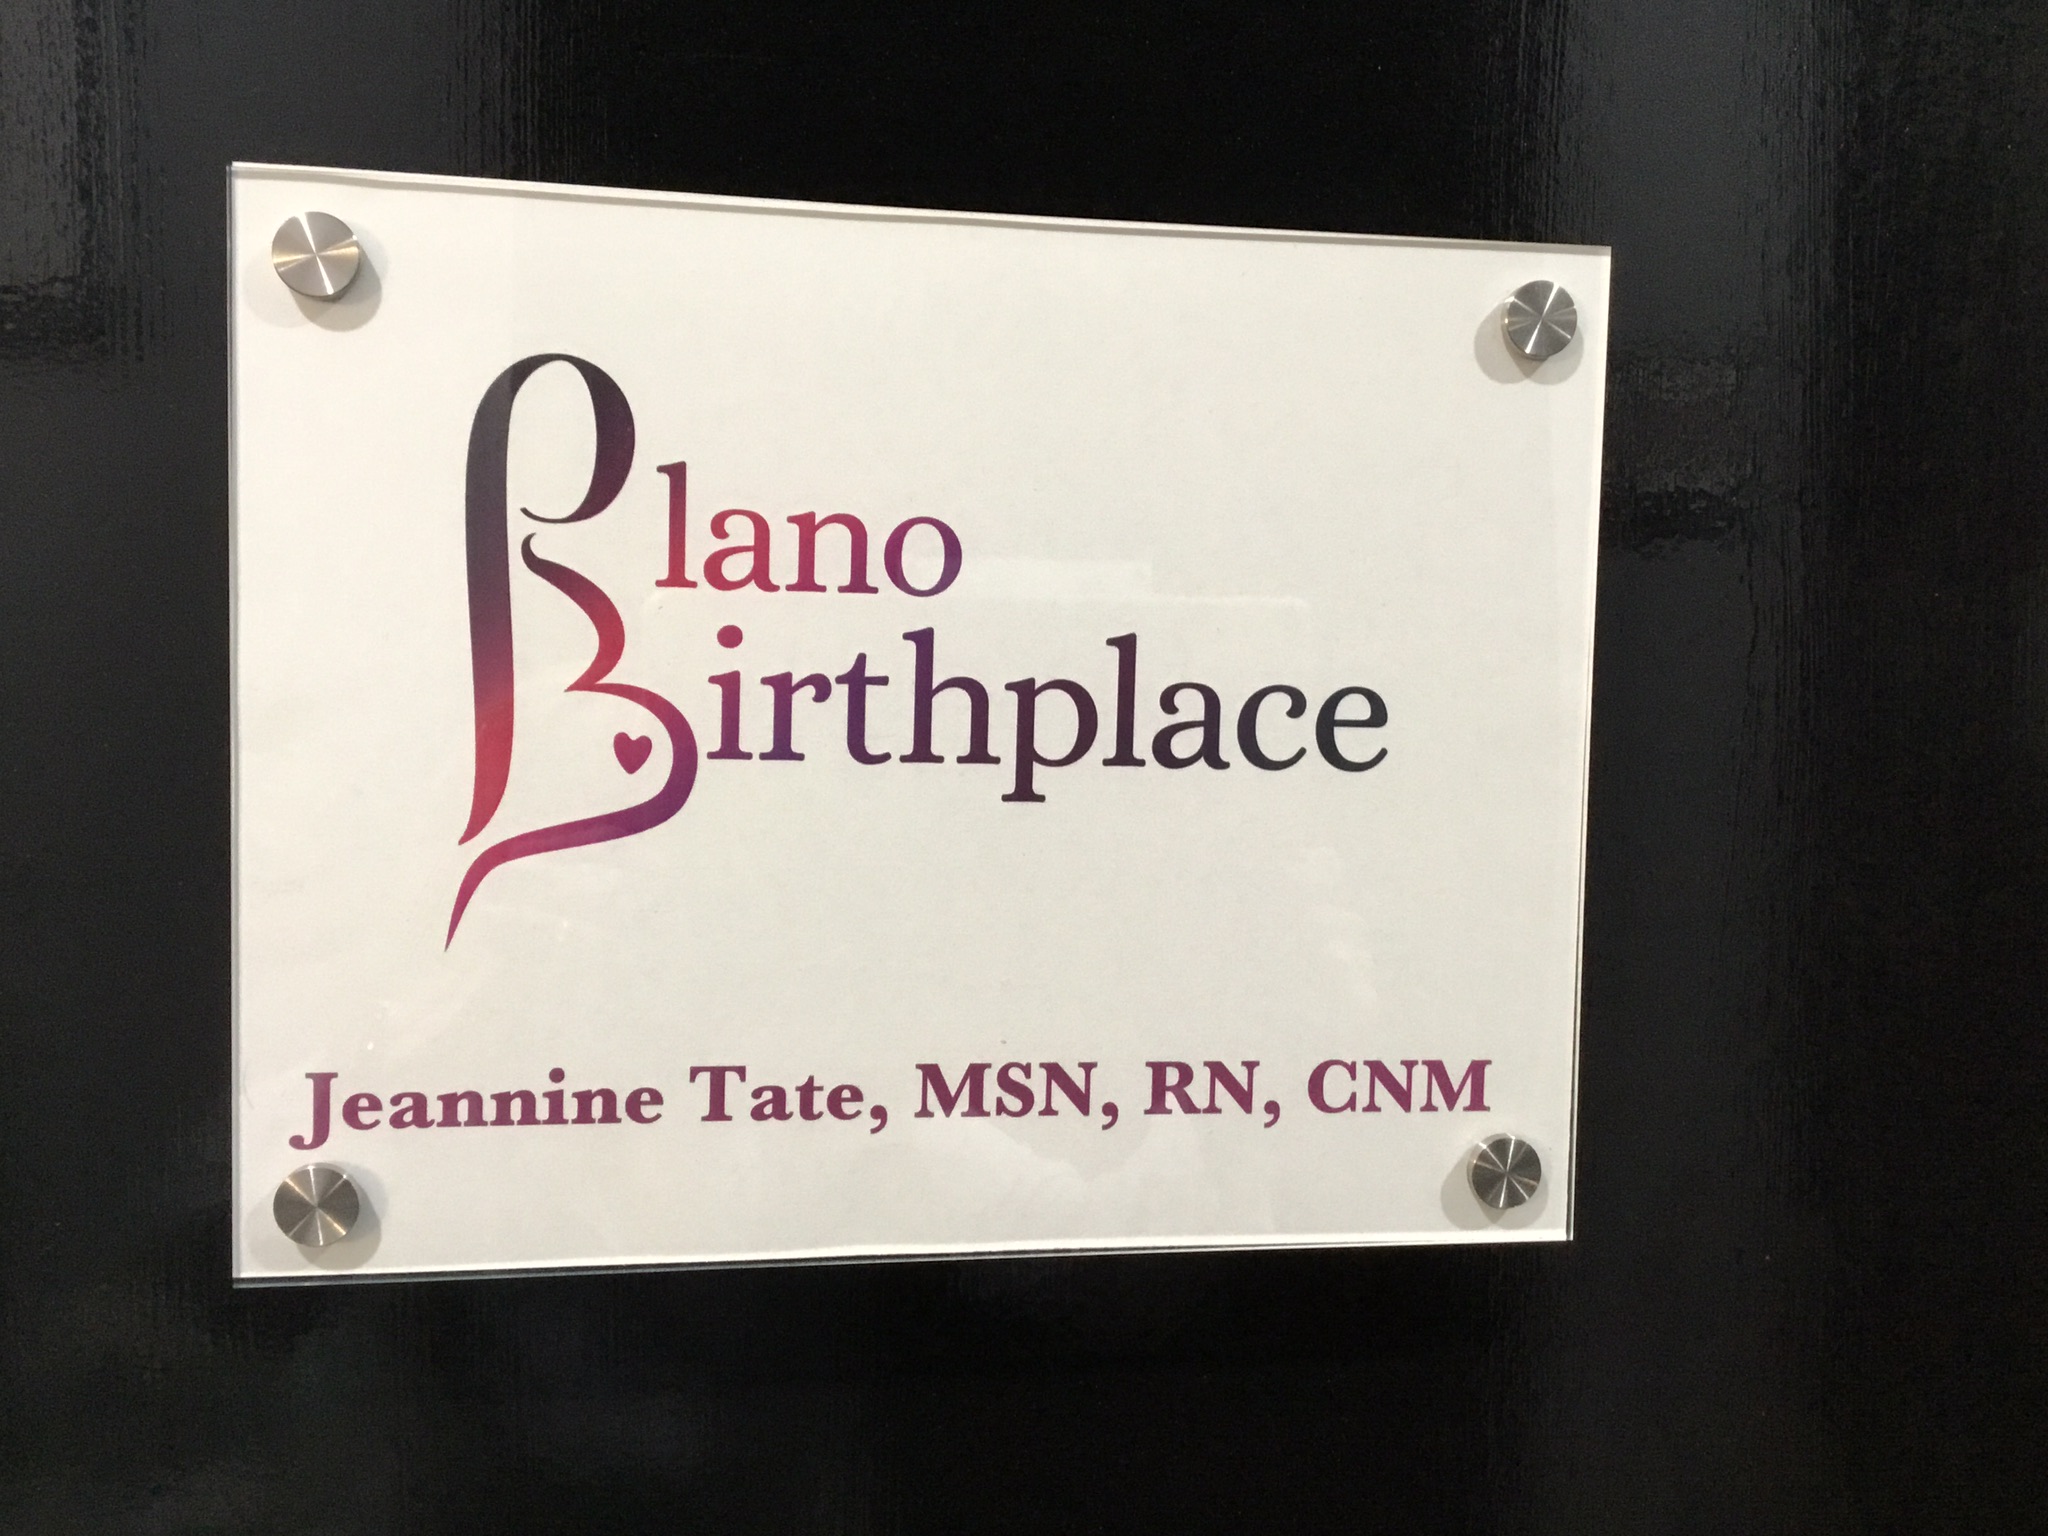 Plano
Birthplace
Jeannine Tate, MSN, RN, CNM